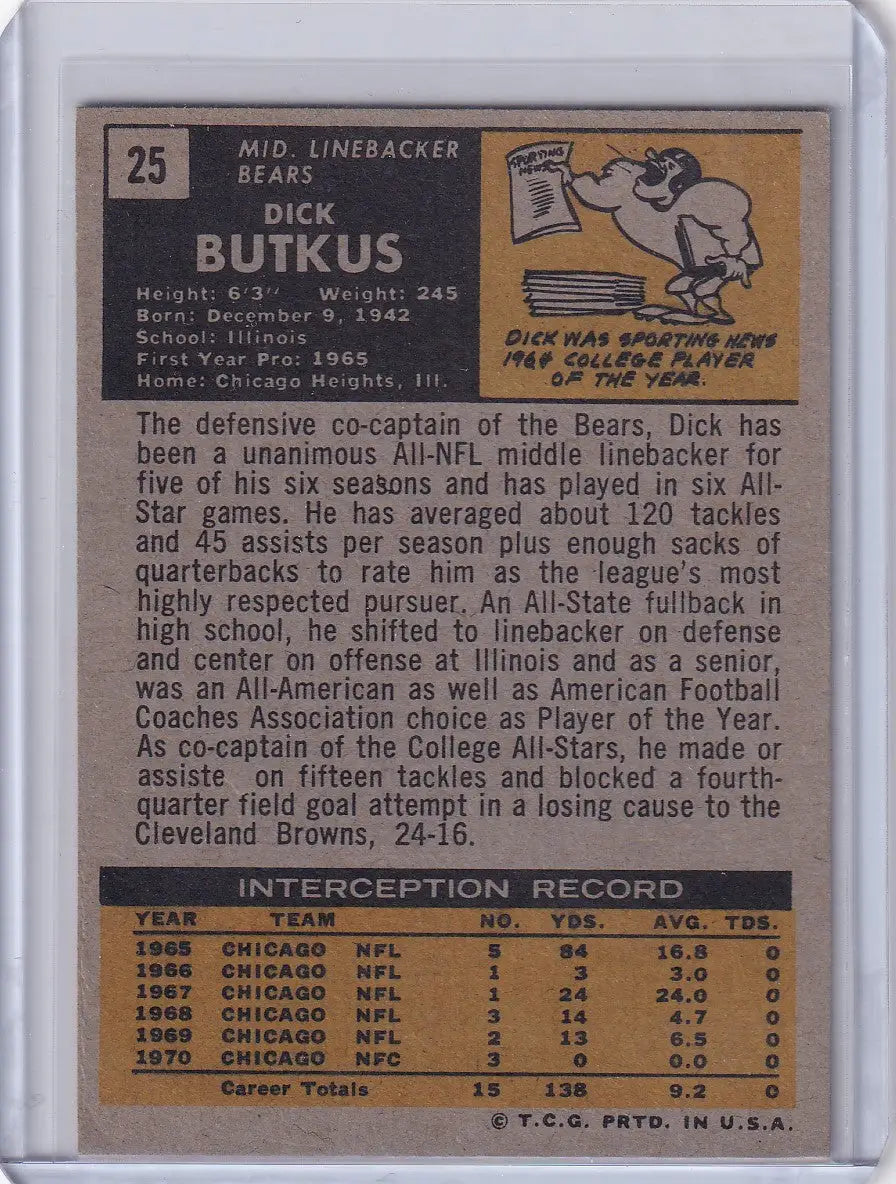 25
MID. LINEBACKER
BEARS
DICK
BUTKUS
Height: 6'3" Weight: 245
Born: December 9, 1942
School: Illinois
First Year Pro: 1965
Home: Chicago Heights, Ill.
SPORTING
NEWS
DICK WAS SPORTING NEWS
1964 COLLEGE PLAYER
OF THE YEAR.
The defensive co-captain of the Bears, Dick has
been a unanimous All-NFL middle linebacker for
five of his six seasons and has played in six All-
Star games. He has averaged about 120 tackles
and 45 assists per season plus enough sacks of
quarterbacks to rate him as the league's most
highly respected pursuer. An All-State fullback in
high school, he shifted to linebacker on defense
and center on offense at Illinois and as a senior,
was an All-American as well as American Football
Coaches Association choice as Player of the Year.
As co-captain of the College All-Stars, he made or
assiste on fifteen tackles and blocked a fourth-
quarter field goal attempt in a losing cause to the
Cleveland Browns, 24-16.
INTERCEPTION RECORD
YEAR TEAM NO. YDS. AVG. TDS.
1965 CHICAGO NFL 5 84 16.8 0
1966 CHICAGO NFL 1 3 3.0 0
1967 CHICAGO NFL 1 24 24.0 0
1968 CHICAGO NFL 3 14 4.7 0
1969 CHICAGO NFL 2 13 6.5 0
1970 CHICAGO NFC 3 0 0.0 0
Career Totals 15 138 9.2 0
© T.C.G. PRTD. IN U.S.A.